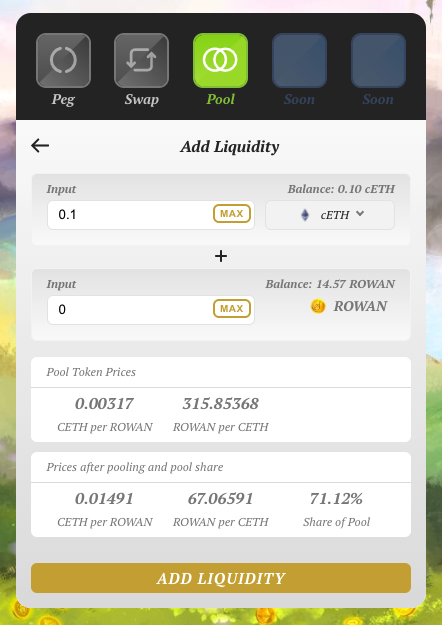 Peg Swap Pool Soon Soon
Add Liquidity
Input Balance: 0.10 cETH
0.1 MAX cETH
+
Input Balance: 14.57 ROWAN
0 MAX ROWAN
Pool Token Prices
0.00317 315.85368
CETH per ROWAN ROWAN per CETH
Prices after pooling and pool share
0.01491 67.06591 71.12%
CETH per ROWAN ROWAN per CETH Share of Pool
ADD LIQUIDITY